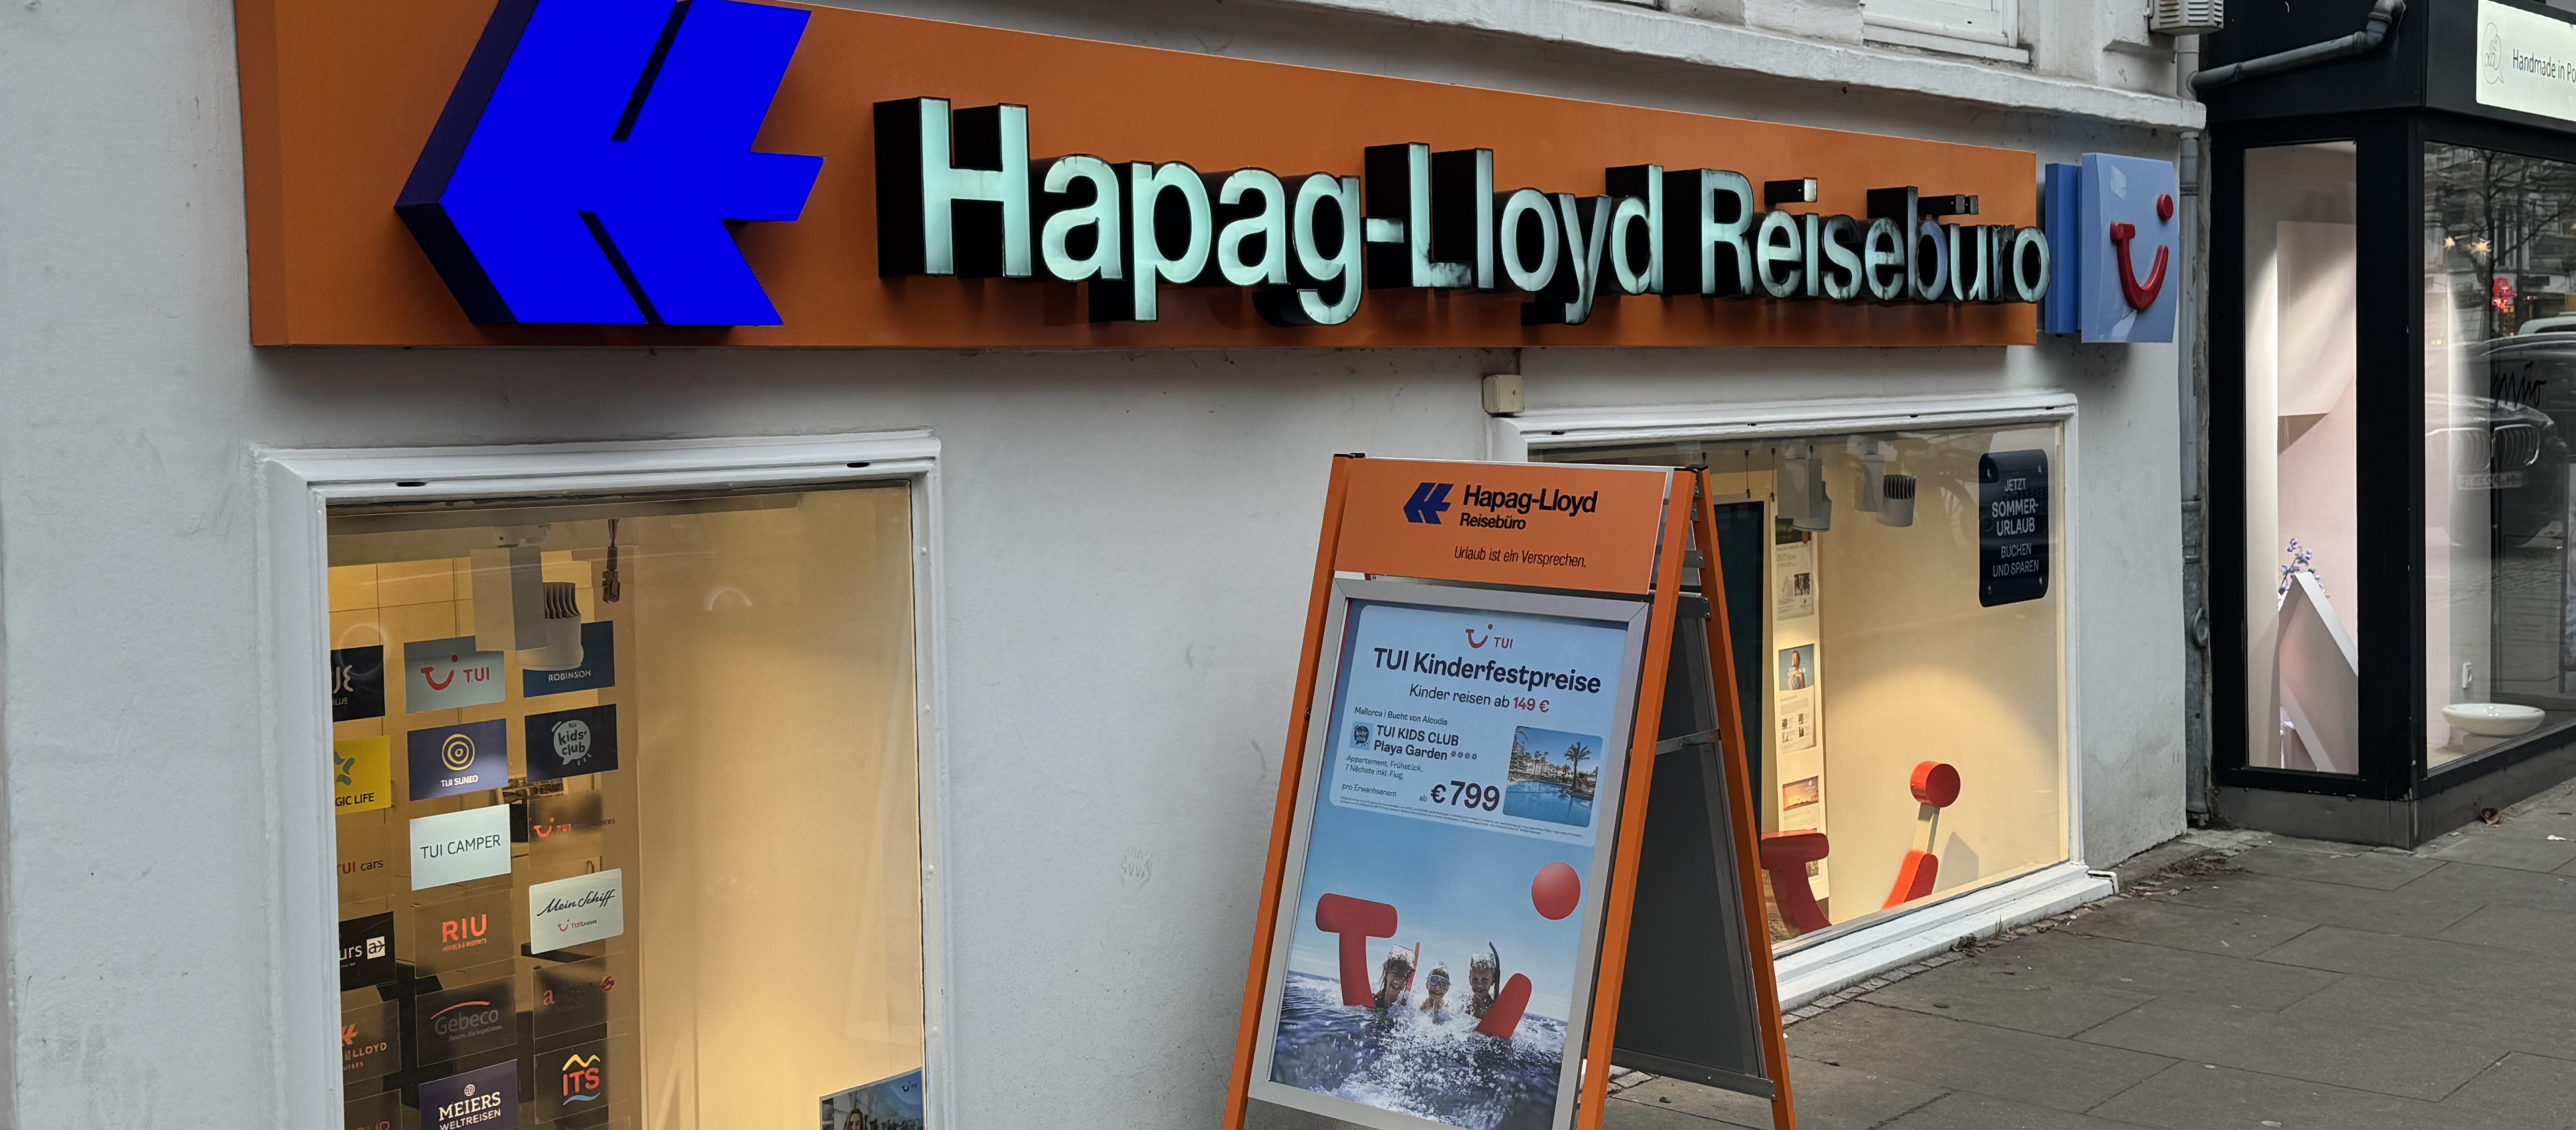 Hapag-Lloyd Reisebüro
Handmade in
JETZT
SOMMER-
URLAUB
BUCHEN
UND SPAREN
Hapag-Lloyd
Reisebüro
Urlaub ist ein Versprechen.
TUI
TUI Kinderfestpreise
Kinder reisen ab 149 €
Mallorca | Bucht von Alcudia
TUI KIDS CLUB
Playa Garden
Appartement, Frühstück,
7 Nächte inkl. Flug,
pro Erwachsenem
ab €799
TUI
ROBINSON
TUI SUNEO
TUI
kids'
club
GIC LIFE
TUI CAMPER
TUI
TUI cars
Mein Schiff
RIU
urs
Gebeco
a
LLOYD
ITS
MEIERS
WELTREISEN